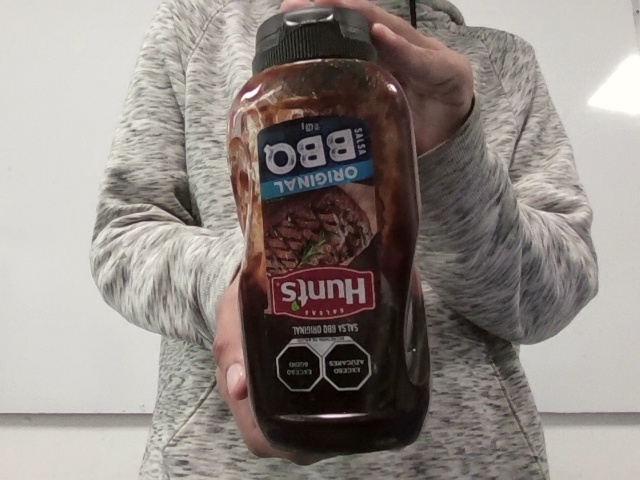 EXCESO
AZÚCARES
EXCESO
SODIO
SALSA BBQ ORIGINAL
Hunt's
SALSAS
ORIGINAL
SALSA
BBQ